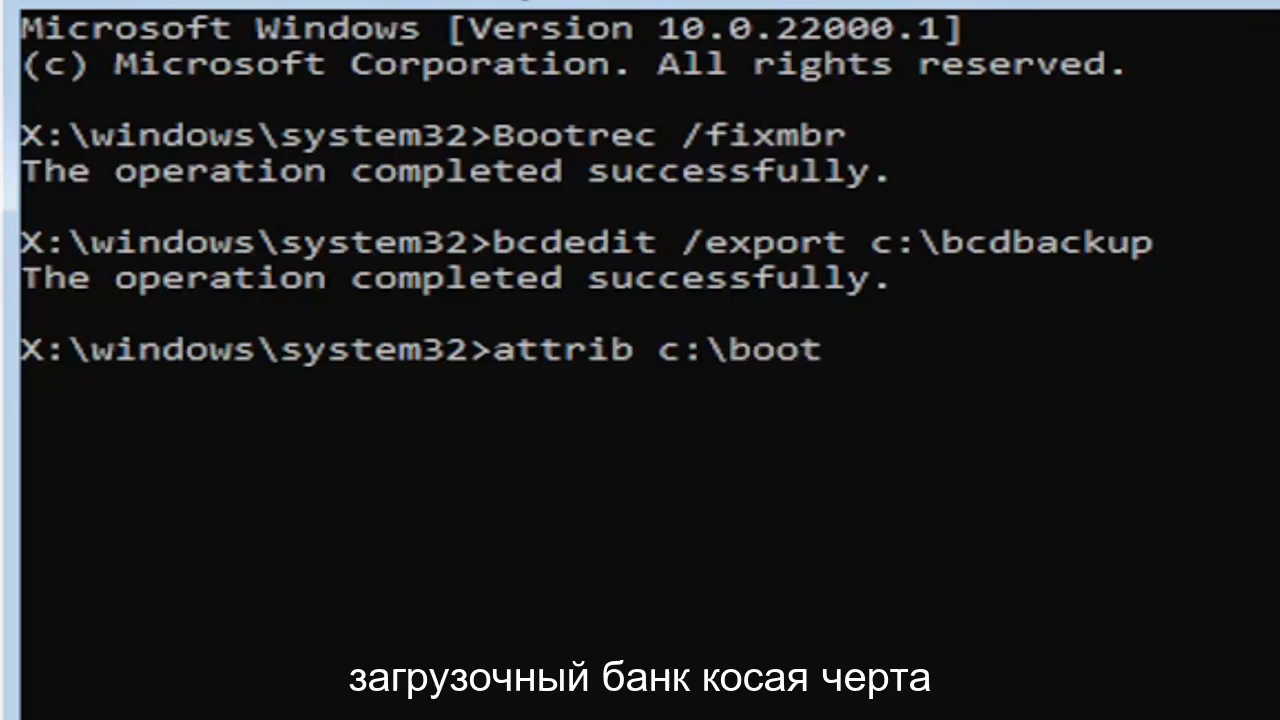 Microsoft Windows [Version 10.0.22000.1]
(c) Microsoft Corporation. All rights reserved.
X:\windows\system32>Bootrec /fixmbr
The operation completed successfully.
X:\windows\system32>bcdedit /export c:\bcdbackup
The operation completed successfully.
X:\windows\system32>attrib c:\boot
загрузочный банк косая черта